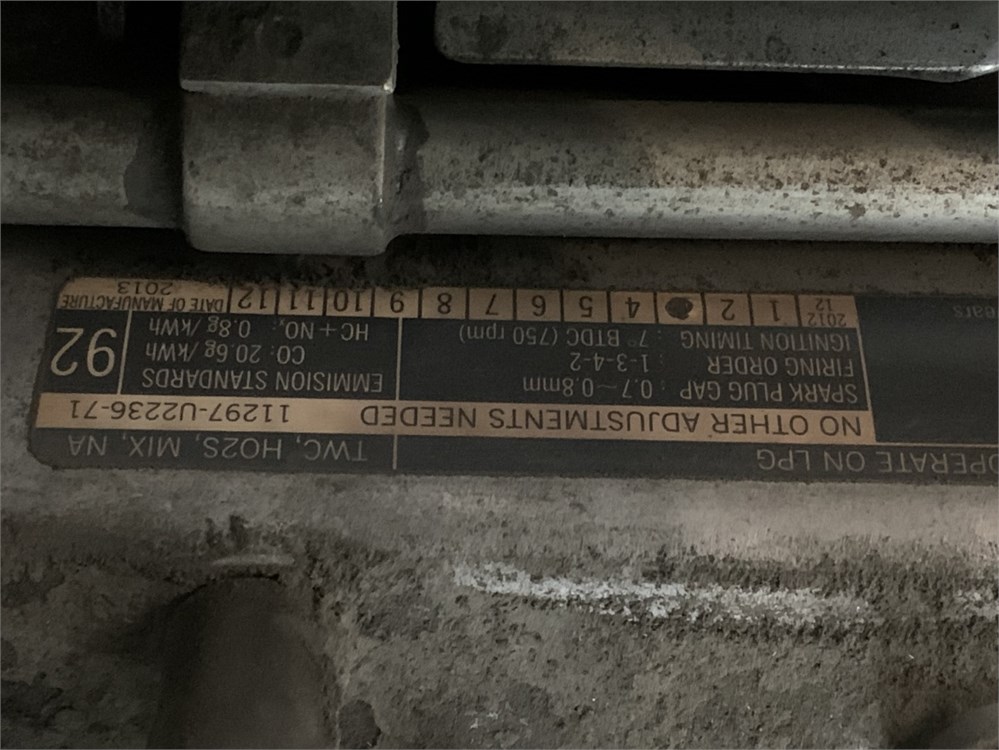 OPERATE ON LPG
TWC, HO2S, MIX, NA
NO OTHER ADJUSTMENTS NEEDED 11297-U2236-71
SPARK PLUG GAP : 0.7~0.8mm
FIRING ORDER : 1-3-4-2
IGNITION TIMING : 7° BTDC (750 rpm)
EMMISION STANDARDS
CO: 20.6g/kWh
HC+NOx: 0.8g/kWh
92
2012
12 1 2 4 5 6 7 8 9 10 11 12 DATE OF MANUFACTURE
2013
ears